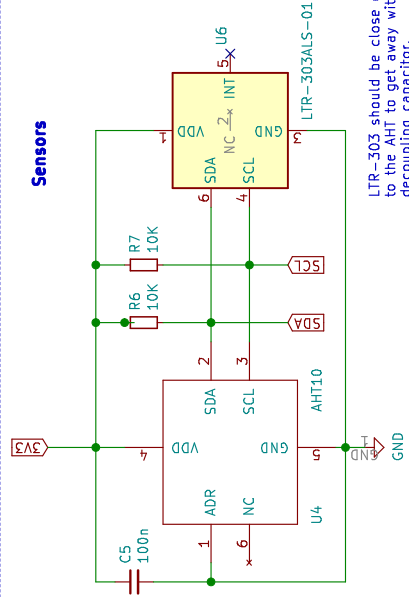 Sensors
U6
LTR-303ALS-01
5
INT
VDD
1
NC
2
GND
3
SDA
6
SCL
4
LTR-303 should be close
to the AHT to get away wit
decoupling capacitor.
R7
10K
R6
10K
SCL
SDA
3V3
2
SDA
3
SCL
AHT10
4
VDD
GND
5
ADR
1
NC
6
U4
C5
100n
GND
1
GND